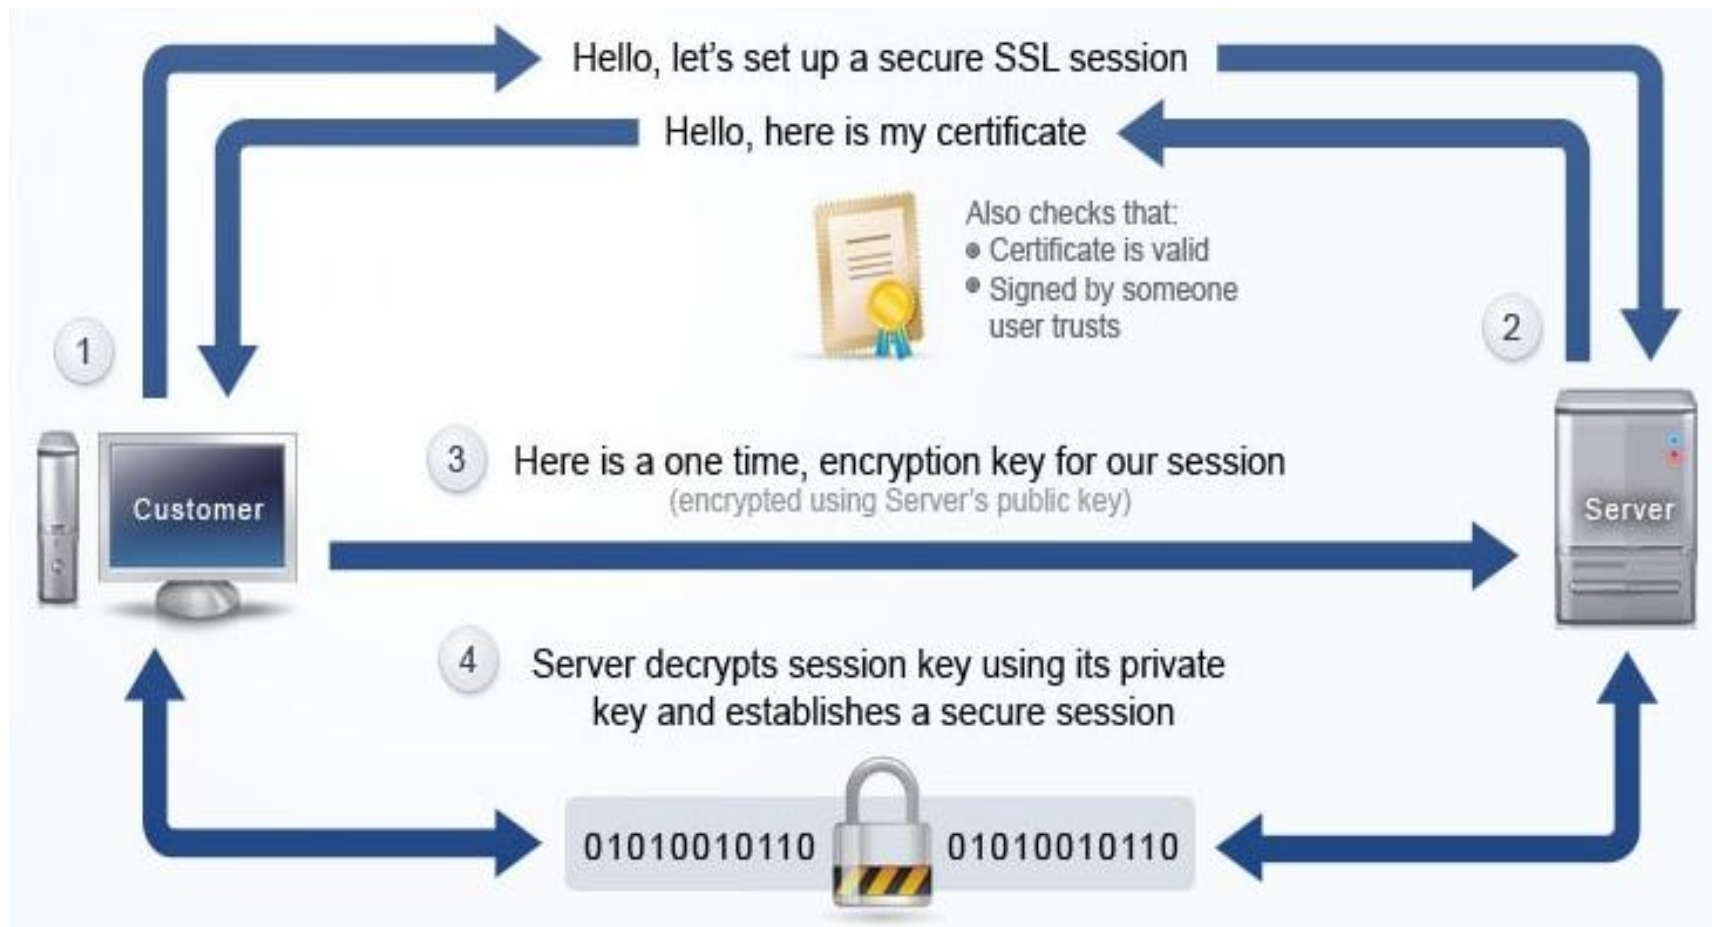 Hello, let's set up a secure SSL session
Hello, here is my certificate
Also checks that:
Certificate is valid
Signed by someone
user trusts
1
2
3
Here is a one time, encryption key for our session
(encrypted using Server's public key)
Customer
Server
4
Server decrypts session key using its private
key and establishes a secure session
01010010110
01010010110